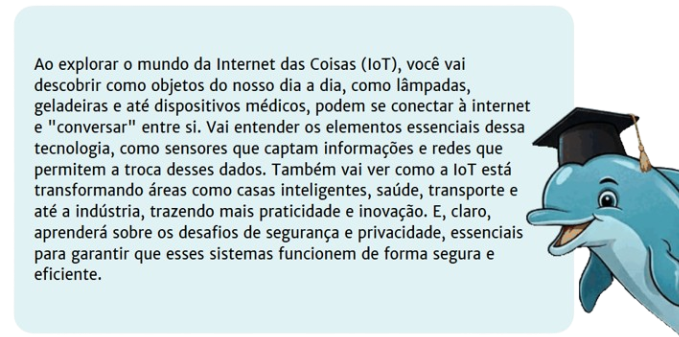 Ao explorar o mundo da Internet das Coisas (IoT), você vai
descobrir como objetos do nosso dia a dia, como lâmpadas,
geladeiras e até dispositivos médicos, podem se conectar à internet
e "conversar" entre si. Vai entender os elementos essenciais dessa
tecnologia, como sensores que captam informações e redes que
permitem a troca desses dados. Também vai ver como a IoT está
transformando áreas como casas inteligentes, saúde, transporte e
até a indústria, trazendo mais praticidade e inovação. E, claro,
aprenderá sobre os desafios de segurança e privacidade, essenciais
para garantir que esses sistemas funcionem de forma segura e
eficiente.